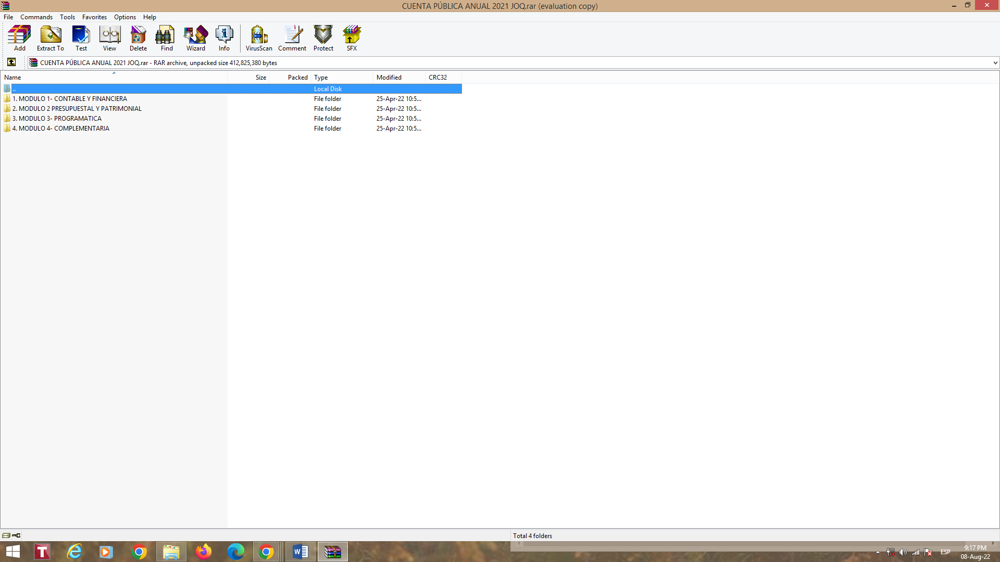 CUENTA PÚBLICA ANUAL 2021 JOQ.rar (evaluation copy)
File Commands Tools Favorites Options Help
Add Extract To Test View Delete Find Wizard Info VirusScan Comment Protect SFX
CUENTA PÚBLICA ANUAL 2021 JOQ.rar - RAR archive, unpacked size 412,825,380 bytes
Name Size Packed Type Modified CRC32
.. Local Disk
1. MODULO 1- CONTABLE Y FINANCIERA File folder 25-Apr-22 10:5...
2. MODULO 2 PRESUPUESTAL Y PATRIMONIAL File folder 25-Apr-22 10:5...
3. MODULO 3- PROGRAMATICA File folder 25-Apr-22 10:5...
4. MODULO 4- COMPLEMENTARIA File folder 25-Apr-22 10:5...
Total 4 folders
ESP
9:17 PM
08-Aug-22